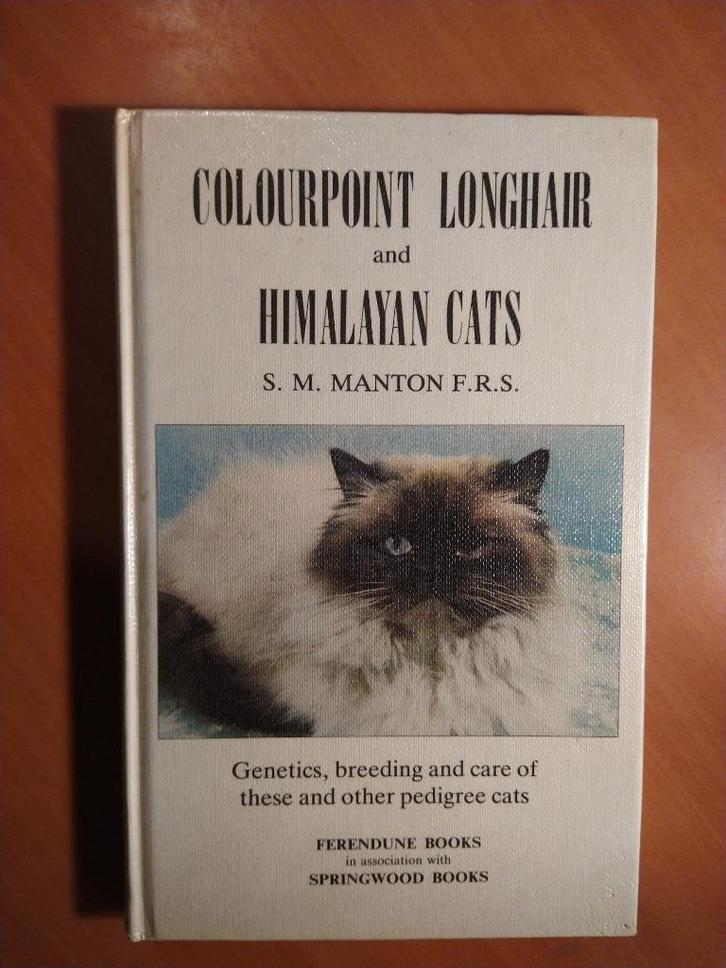 COLOURPOINT LONGHAIR
and
HIMALAYAN CATS
S. M. MANTON F.R.S.
Genetics, breeding and care of
these and other pedigree cats
FERENDUNE BOOKS
in association with
SPRINGWOOD BOOKS